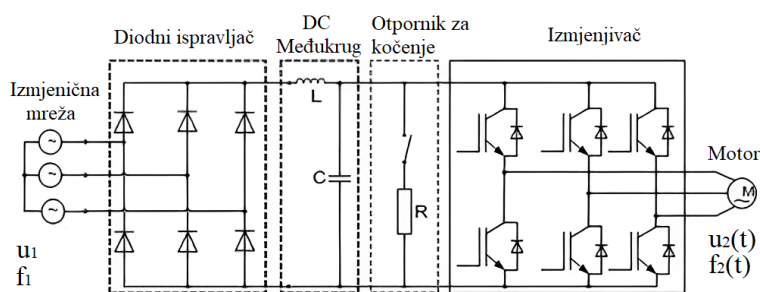 Diodni ispravljač
DC
Međukrug
Otpornik za
kočenje
Izmjenjivač
Izmjenična
mreža
~
~
~
L
C
R
Motor
M
~
u1
f1
u2(t)
f2(t)